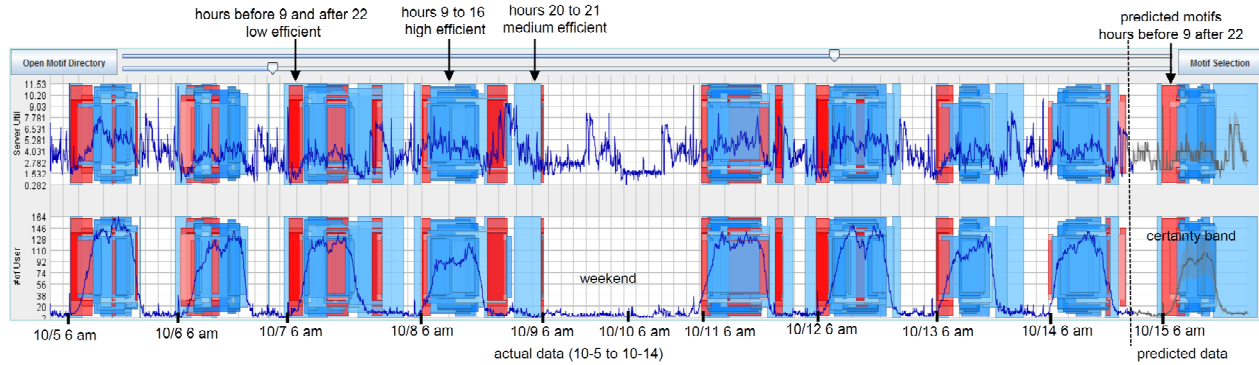 hours before 9 and after 22
low efficient
hours 9 to 16
high efficient
hours 20 to 21
medium efficient
predicted motifs
hours before 9 after 22
Open Motif Directory
Motif Selection
Server Util
11.53
10.28
9.03
7.781
6.531
5.281
4.031
2.782
1.532
0.282
#of User
164
146
128
110
92
74
56
38
20
2
weekend
certainty band
10/5 6 am
10/6 6 am
10/7 6 am
10/8 6 am
10/9 6 am
10/10 6 am
10/11 6 am
10/12 6 am
10/13 6 am
10/14 6 am
10/15 6 am
actual data (10-5 to 10-14)
predicted data